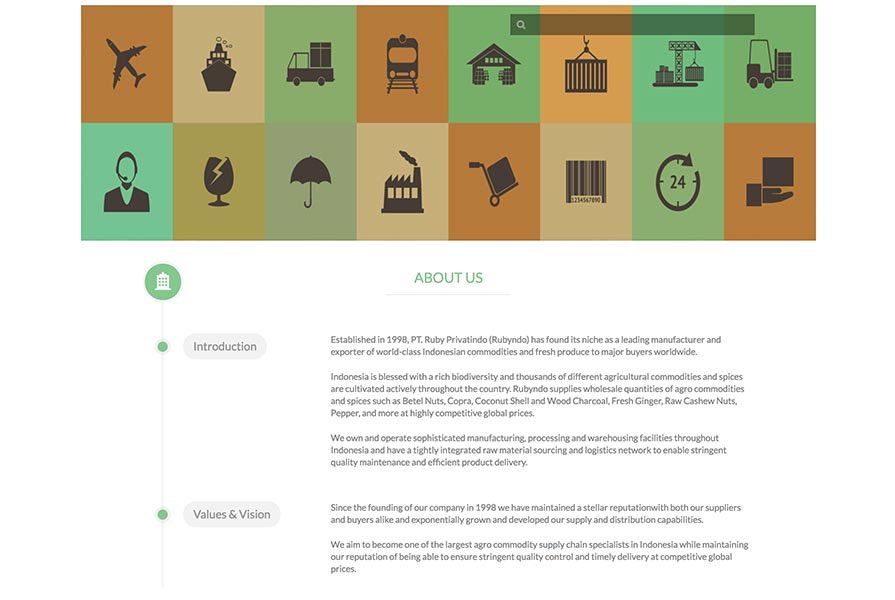 1234567890
24
ABOUT US
Introduction
Established in 1998, PT. Ruby Privatindo (Rubyndo) has found its niche as a leading manufacturer and
exporter of world-class Indonesian commodities and fresh produce to major buyers worldwide.
Indonesia is blessed with a rich biodiversity and thousands of different agricultural commodities and spices
are cultivated actively throughout the country. Rubyndo supplies wholesale quantities of agro commodities
and spices such as Betel Nuts, Copra, Coconut Shell and Wood Charcoal, Fresh Ginger, Raw Cashew Nuts,
Pepper, and more at highly competitive global prices.
We own and operate sophisticated manufacturing, processing and warehousing facilities throughout
Indonesia and have a tightly integrated raw material sourcing and logistics network to enable stringent
quality maintenance and efficient product delivery.
Values & Vision
Since the founding of our company in 1998 we have maintained a stellar reputationwith both our suppliers
and buyers alike and exponentially grown and developed our supply and distribution capabilities.
We aim to become one of the largest agro commodity supply chain specialists in Indonesia while maintaining
our reputation of being able to ensure stringent quality control and timely delivery at competitive global
prices.